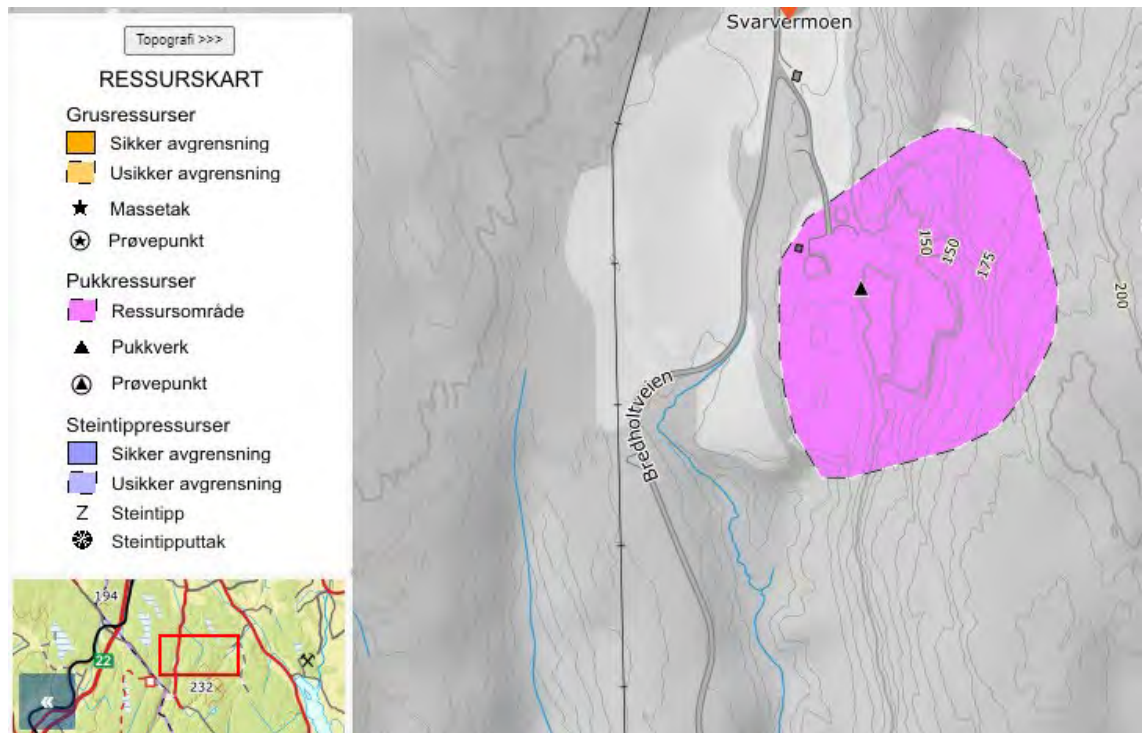 Topografi >>>
RESSURSKART
Grusressurser
Sikker avgrensning
Usikker avgrensning
Massetak
Prøvepunkt
Pukkressurser
Ressursområde
Pukkverk
Prøvepunkt
Steintippressurser
Sikker avgrensning
Usikker avgrensning
Z Steintipp
Steintipputtak
194
22
232
«
Svarvermoen
150
150
175
200
Bredholtveien